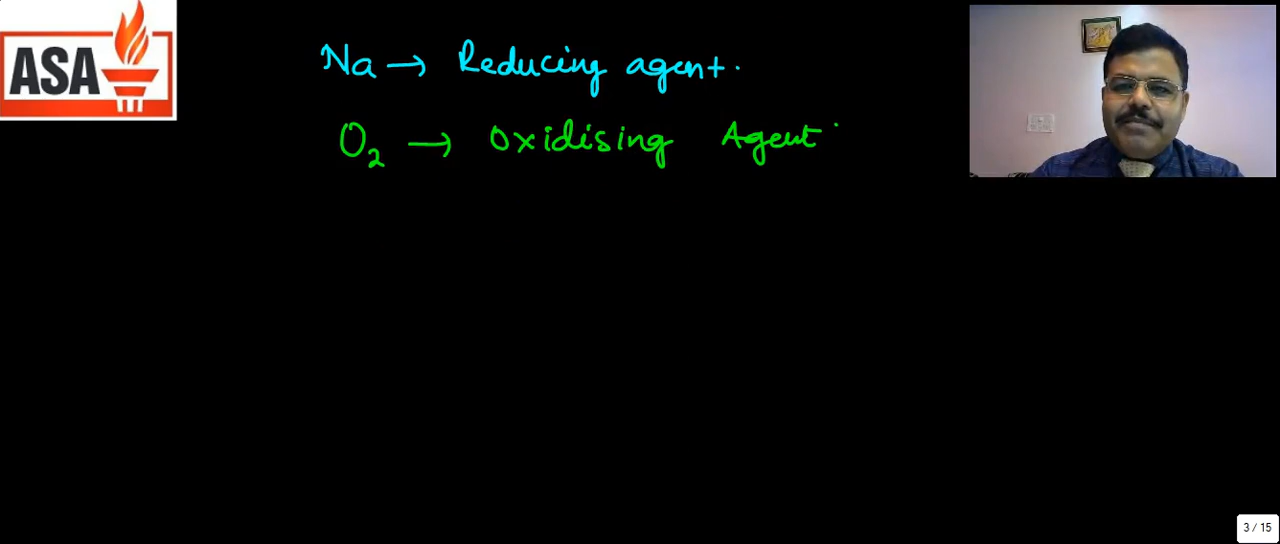 ASA
Na → Reducing agent.
O₂ → Oxidising Agent.
3 / 15